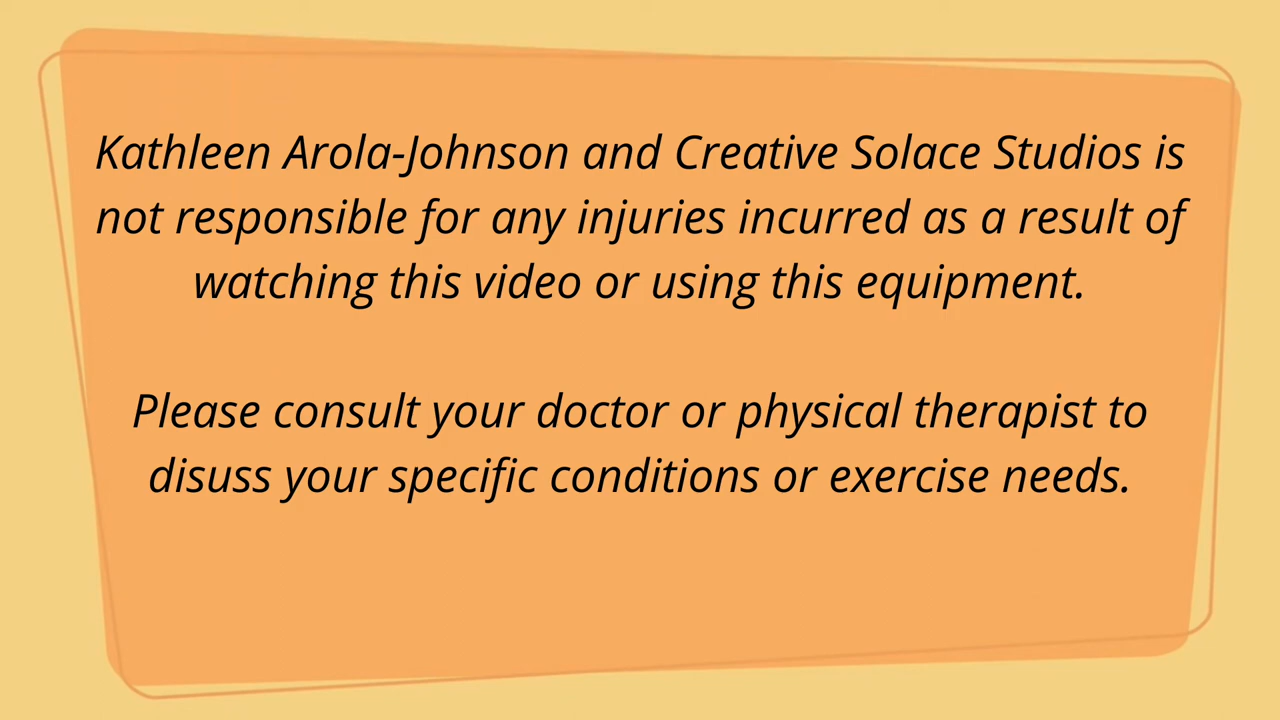 Kathleen Arola-Johnson and Creative Solace Studios is
not responsible for any injuries incurred as a result of
watching this video or using this equipment.
Please consult your doctor or physical therapist to
disuss your specific conditions or exercise needs.